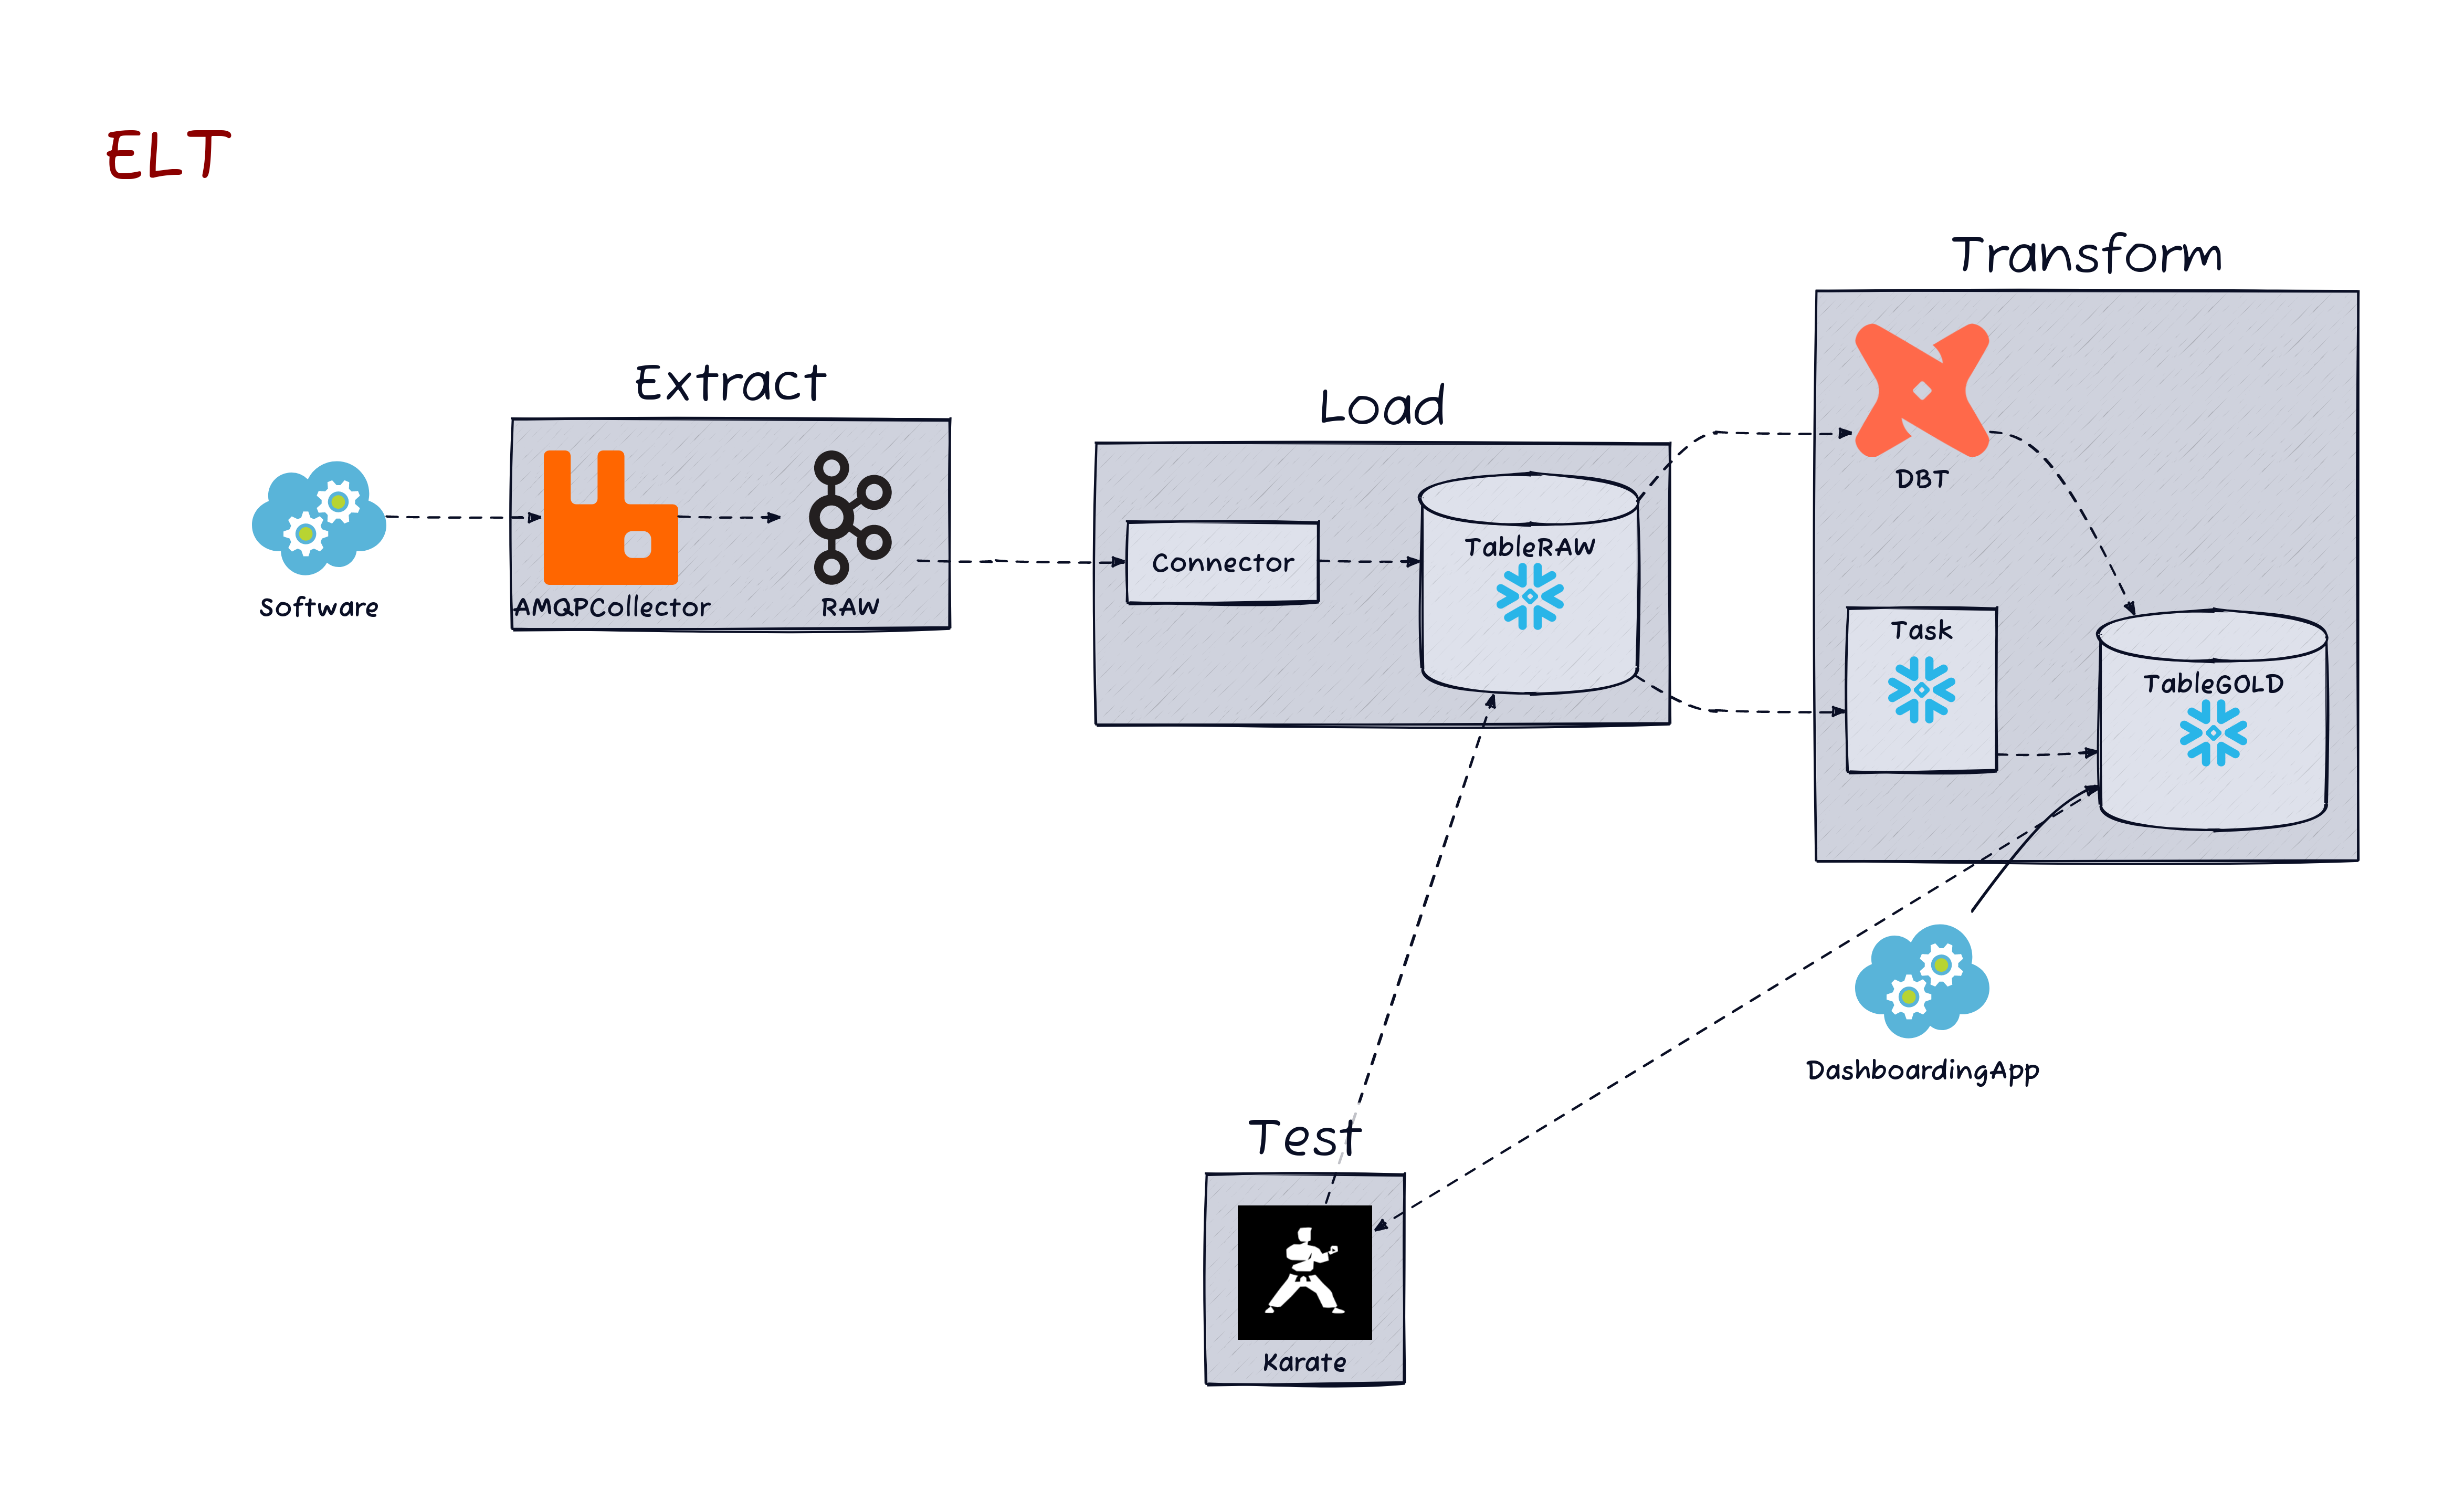 ELT
Extract
Software
AMQPCollector
RAW
Load
Connector
TableRAW
Transform
DBT
Task
TableGOLD
DashboardingApp
Test
Karate